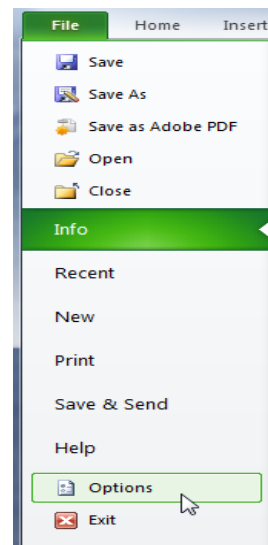 File Home Insert
Save
Save As
Save as Adobe PDF
Open
Close
Info
Recent
New
Print
Save & Send
Help
Options
Exit